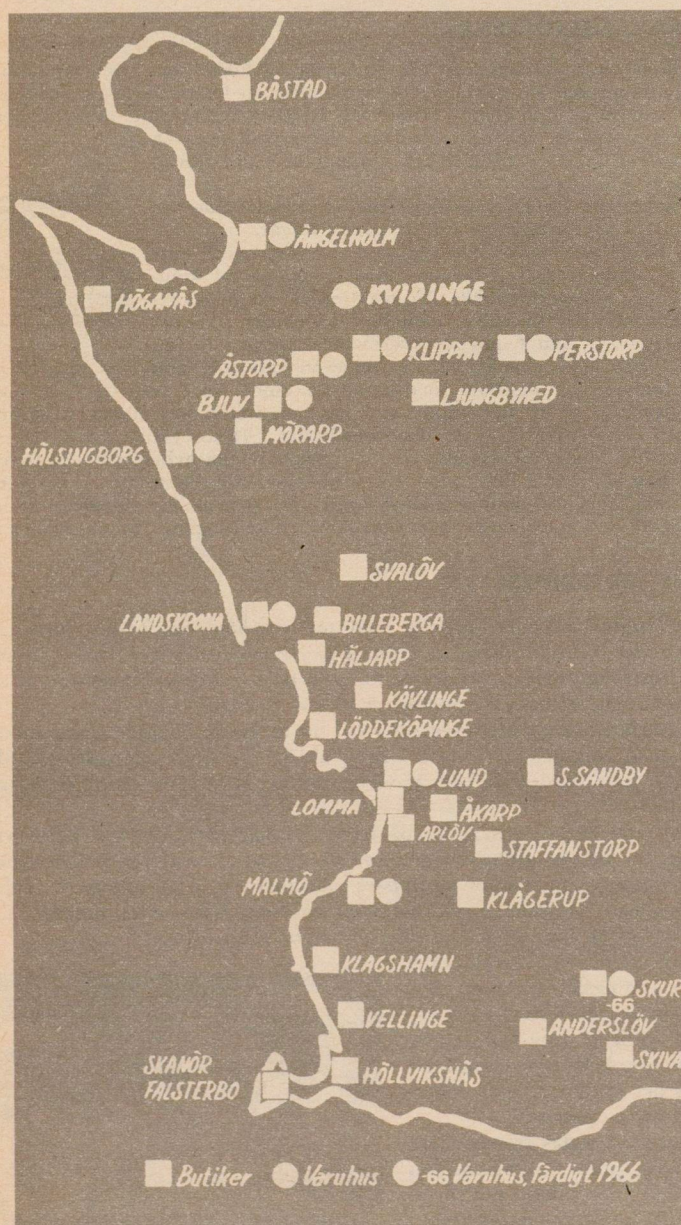 BÅSTAD
ÄNGELHOLM
KVIDINGE
HÖGANÄS
KLIPPAN
PERSTORP
ÅSTORP
BJUV
LJUNGBYHED
MÖRARP
HÄLSINGBORG
SVALÖV
LANDSKRONA
BILLEBERGA
HÄLJARP
KÄVLINGE
LÖDDEKÖPINGE
LUND
S. SANDBY
LOMMA
ÅKARP
ARLÖV
STAFFANSTORP
MALMÖ
KLÅGERUP
KLAGSHAMN
SKUR
-66
VELLINGE
ANDERSLÖV
SKIVA
SKANÖR
FALSTERBO
HÖLLVIKSNÄS
Butiker Varuhus -66 Varuhus, färdigt 1966